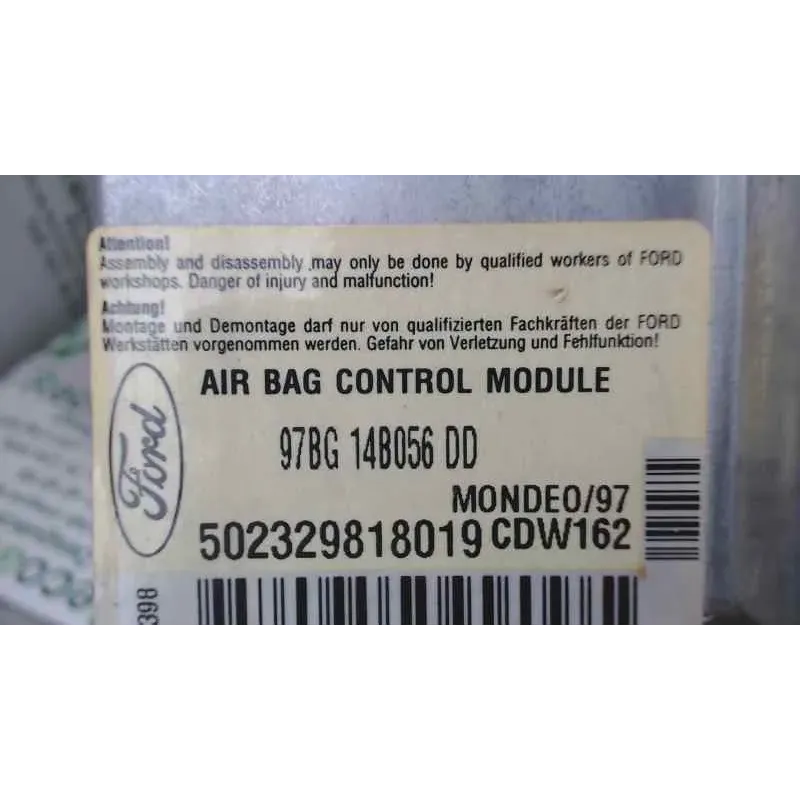 Attention!
Assembly and disassembly may only be done by qualified workers of FORD
workshops. Danger of injury and malfunction!
Achtung!
Montage und Demontage darf nur von qualifizierten Fachkräften der FORD
Werkstätten vorgenommen werden. Gefahr von Verletzung und Fehlfunktion!
AIR BAG CONTROL MODULE
Ford
97BG 14B056 DD
MONDEO/97
502329818019 CDW162
398